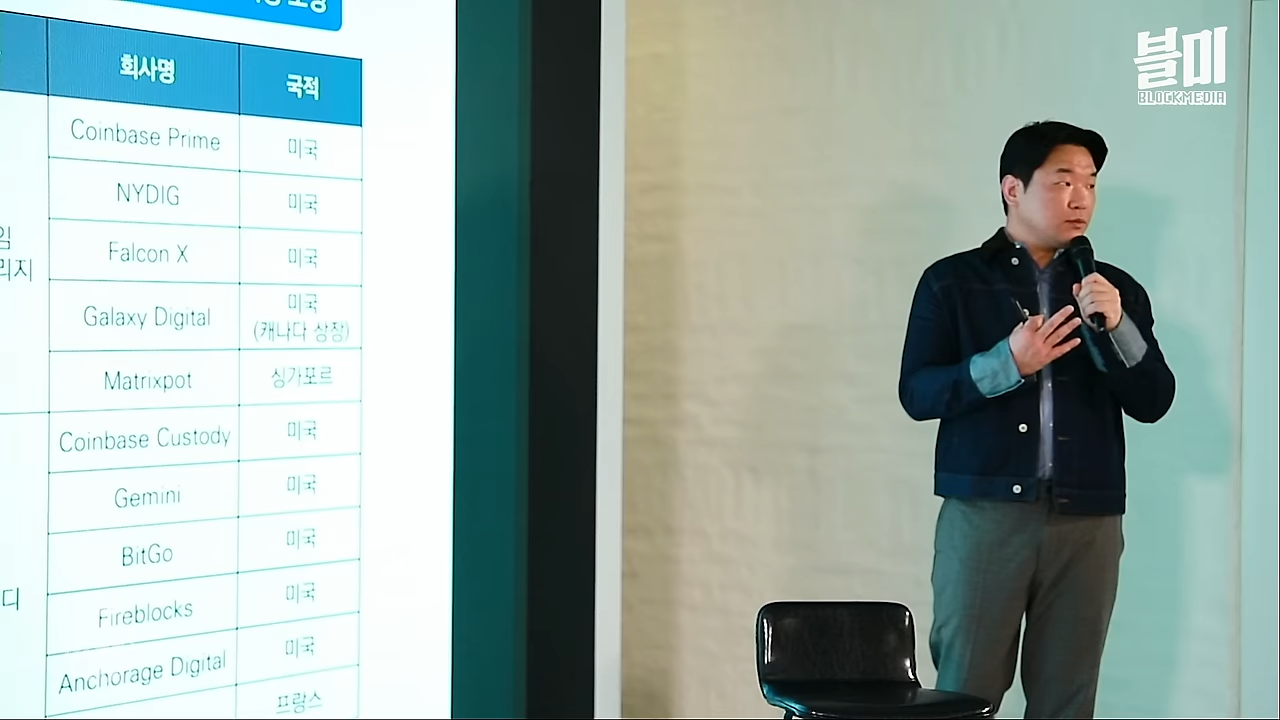 회사명 국적
Coinbase Prime 미국
NYDIG 미국
Falcon X 미국
Galaxy Digital 미국
(캐나다 상장)
Matrixpot 싱가포르
Coinbase Custody 미국
Gemini 미국
BitGo 미국
Fireblocks 미국
Anchorage Digital 미국
프랑스
임
리지
디
블미
BLOCKMEDIA